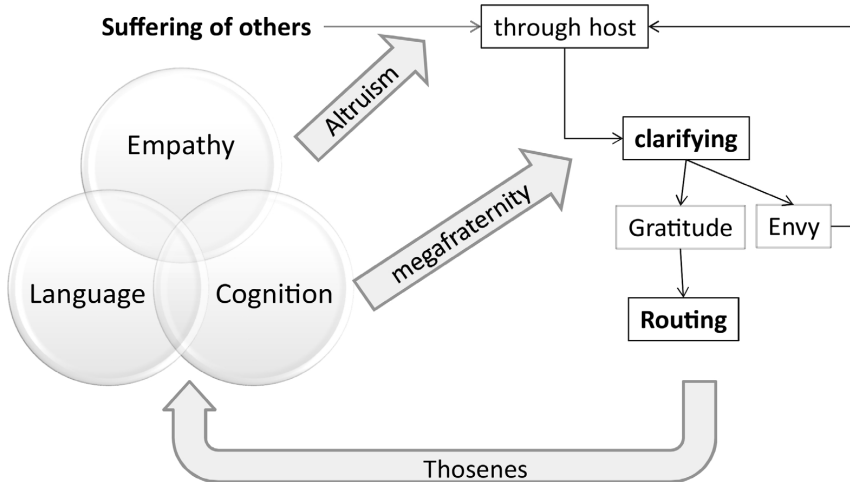 Suffering of others
through host
Altruism
Empathy
clarifying
megafraternity
Gratitude
Envy
Language
Cognition
Routing
Thosenes